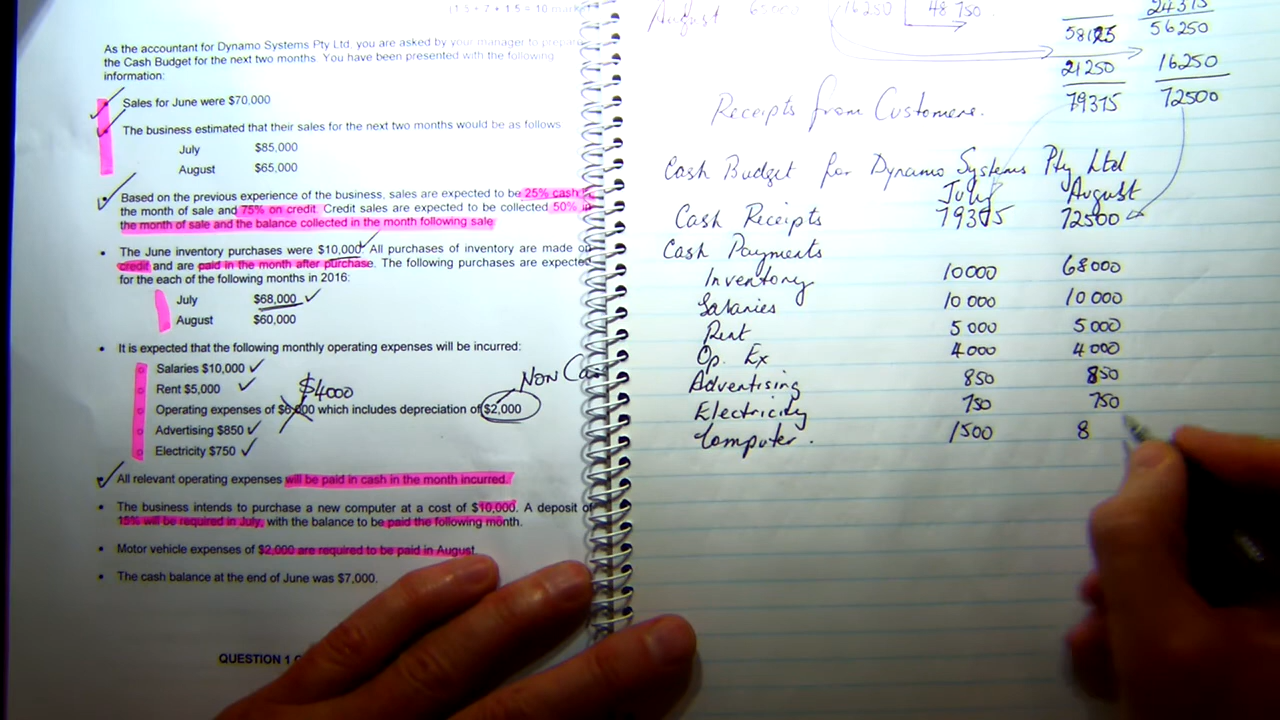 (1.5 + 7 + 1.5 = 10 mark
As the accountant for Dynamo Systems Pty Ltd, you are asked by your manager to prepare
the Cash Budget for the next two months. You have been presented with the following
information:
Sales for June were $70,000
The business estimated that their sales for the next two months would be as follows
July $85,000
August $65,000
Based on the previous experience of the business, sales are expected to be 25% cash
the month of sale and 75% on credit. Credit sales are expected to be collected 50% in
the month of sale and the balance collected in the month following sale
• The June inventory purchases were $10,000. All purchases of inventory are made on
credit and are paid in the month after purchase. The following purchases are expected
for the each of the following months in 2016:
July $68,000
August $60,000
• It is expected that the following monthly operating expenses will be incurred:
Salaries $10,000
Rent $5,000
$4000
Non Cas
Operating expenses of $6,000 which includes depreciation of $2,000
Advertising $850
Electricity $750
All relevant operating expenses will be paid in cash in the month incurred.
• The business intends to purchase a new computer at a cost of $10,000. A deposit of
15% will be required in July, with the balance to be paid the following month.
• Motor vehicle expenses of $2,000 are required to be paid in August.
• The cash balance at the end of June was $7,000.
QUESTION 1
August 65000 16250 48 750 24375
58125 56250
21250 16250
79375 72500
Receipts from Customers.
Cash Budget for Dynamo Systems Pty Ltd
July August
Cash Receipts 79375 72500
Cash Payments
Inventory 10000 68000
Salaries 10 000 10 000
Rent 5 000 5 000
Op. Ex 4000 4 000
Advertising 850 850
Electricity 750 750
Computer. 1500 8